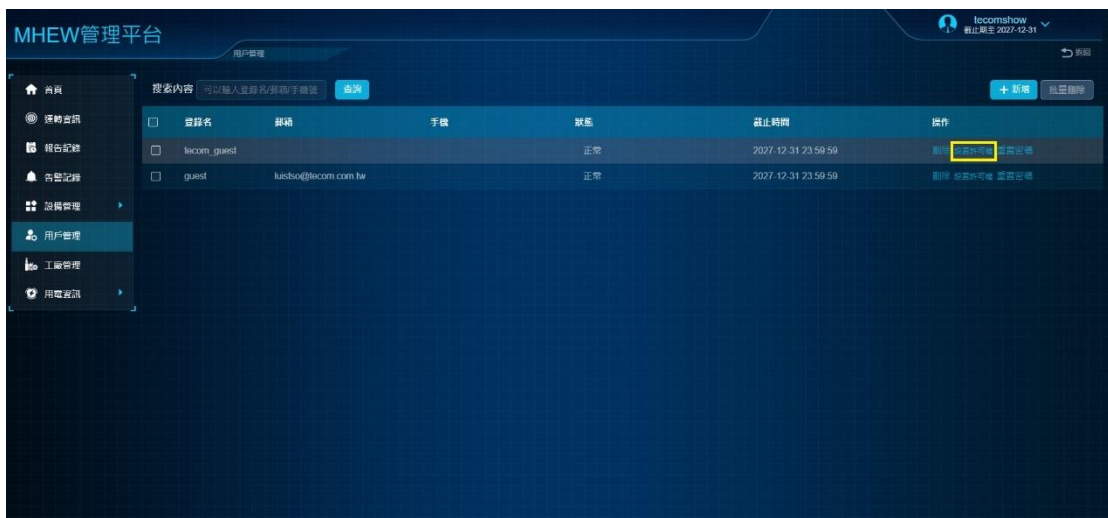 MHEW管理平台
tecomshow
截止期至 2027-12-31
用戶管理
返回
首頁
運轉資訊
報告記錄
告警記錄
設備管理
用戶管理
工廠管理
用電資訊
搜索內容 可以輸入登錄名/郵箱/手機號 查詢
新增 批量刪除
登錄名 郵箱 手機 狀態 截止時間 操作
tecom_guest 正常 2027-12-31 23:59:59 刪除 設置許可權 重置密碼
guest luistso@tecom.com.tw 正常 2027-12-31 23:59:59 刪除 設置許可權 重置密碼